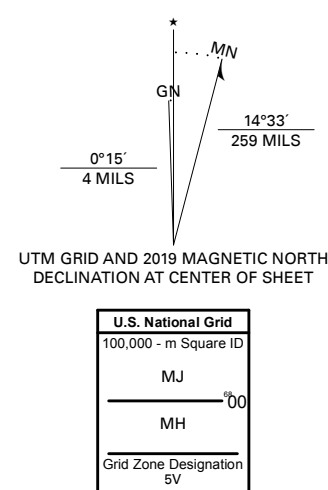 ★
MN
GN
14°33´
259 MILS
0°15´
4 MILS
UTM GRID AND 2019 MAGNETIC NORTH
DECLINATION AT CENTER OF SHEET
U.S. National Grid
100,000 - m Square ID
MJ
6800
MH
Grid Zone Designation
5V